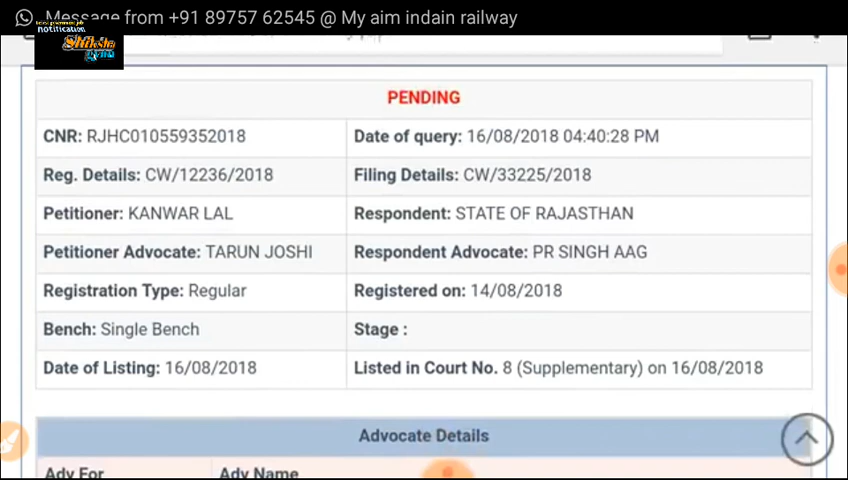 Message from +91 89757 62545 @ My aim indain railway
notification
Shiksha
PENDING
CNR: RJHC010559352018 Date of query: 16/08/2018 04:40:28 PM
Reg. Details: CW/12236/2018 Filing Details: CW/33225/2018
Petitioner: KANWAR LAL Respondent: STATE OF RAJASTHAN
Petitioner Advocate: TARUN JOSHI Respondent Advocate: PR SINGH AAG
Registration Type: Regular Registered on: 14/08/2018
Bench: Single Bench Stage :
Date of Listing: 16/08/2018 Listed in Court No. 8 (Supplementary) on 16/08/2018
Advocate Details
Adv For Adv Name